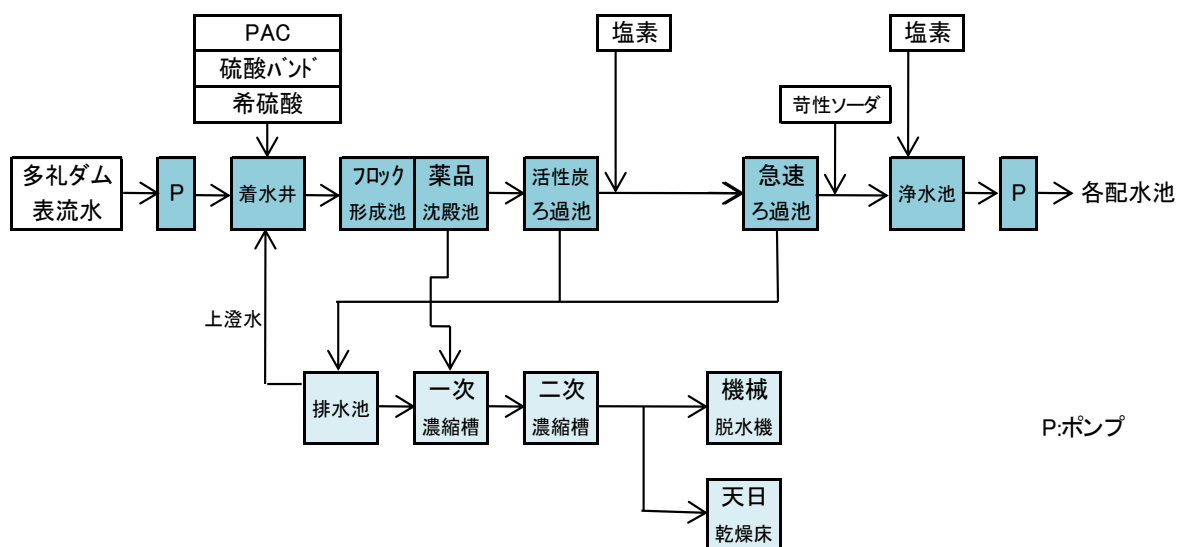 PAC
硫酸バンド
希硫酸
塩素
塩素
苛性ソーダ
多礼ダム
表流水
P
着水井
フロック
形成池
薬品
沈殿池
活性炭
ろ過池
急速
ろ過池
浄水池
P
各配水池
上澄水
排水池
一次
濃縮槽
二次
濃縮槽
機械
脱水機
P:ポンプ
天日
乾燥床